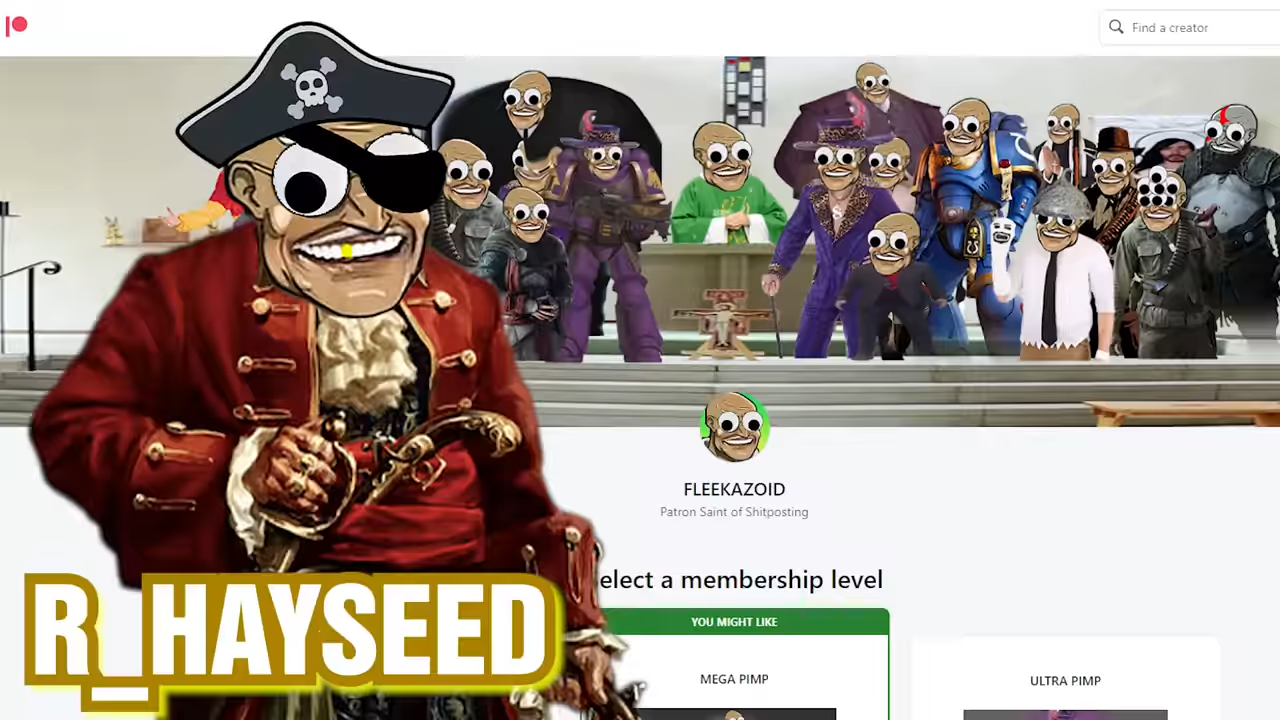 Find a creator
FLEEKAZOID
Patron Saint of Shitposting
elect a membership level
YOU MIGHT LIKE
MEGA PIMP
ULTRA PIMP
R_HAYSEED